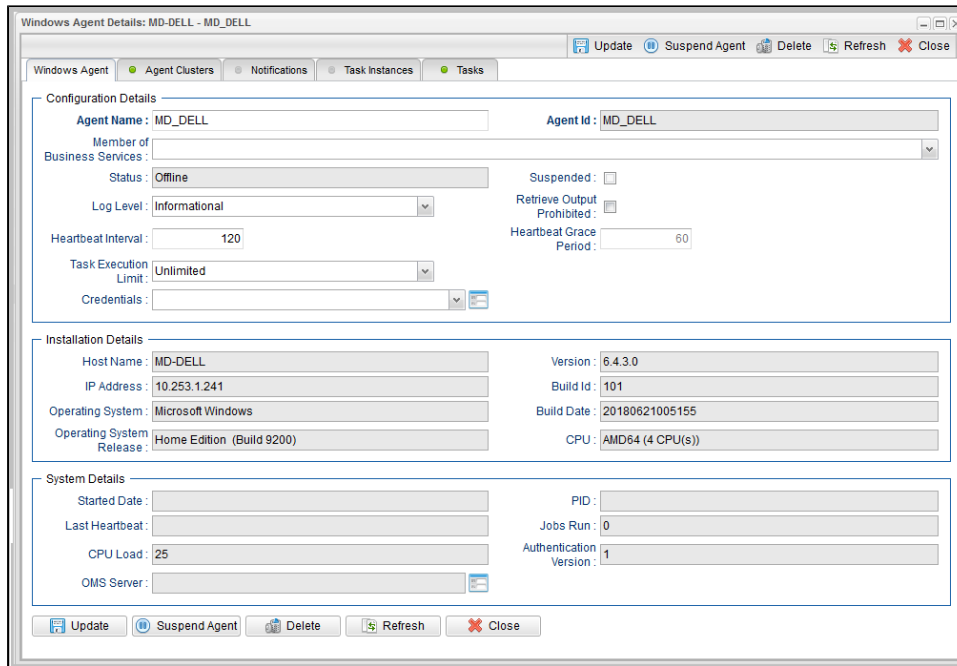 Windows Agent Details: MD-DELL - MD_DELL
Update Suspend Agent Delete Refresh Close
Windows Agent Agent Clusters Notifications Task Instances Tasks
Configuration Details
Agent Name : MD_DELL Agent Id : MD_DELL
Member of
Business Services :
Status : Offline Suspended :
Log Level : Informational Retrieve Output
Prohibited :
Heartbeat Interval : 120 Heartbeat Grace
Period : 60
Task Execution
Limit : Unlimited
Credentials :
Installation Details
Host Name : MD-DELL Version : 6.4.3.0
IP Address : 10.253.1.241 Build Id : 101
Operating System : Microsoft Windows Build Date : 20180621005155
Operating System
Release : Home Edition (Build 9200) CPU : AMD64 (4 CPU(s))
System Details
Started Date : PID :
Last Heartbeat : Jobs Run : 0
CPU Load : 25 Authentication
Version : 1
OMS Server :
Update Suspend Agent Delete Refresh Close